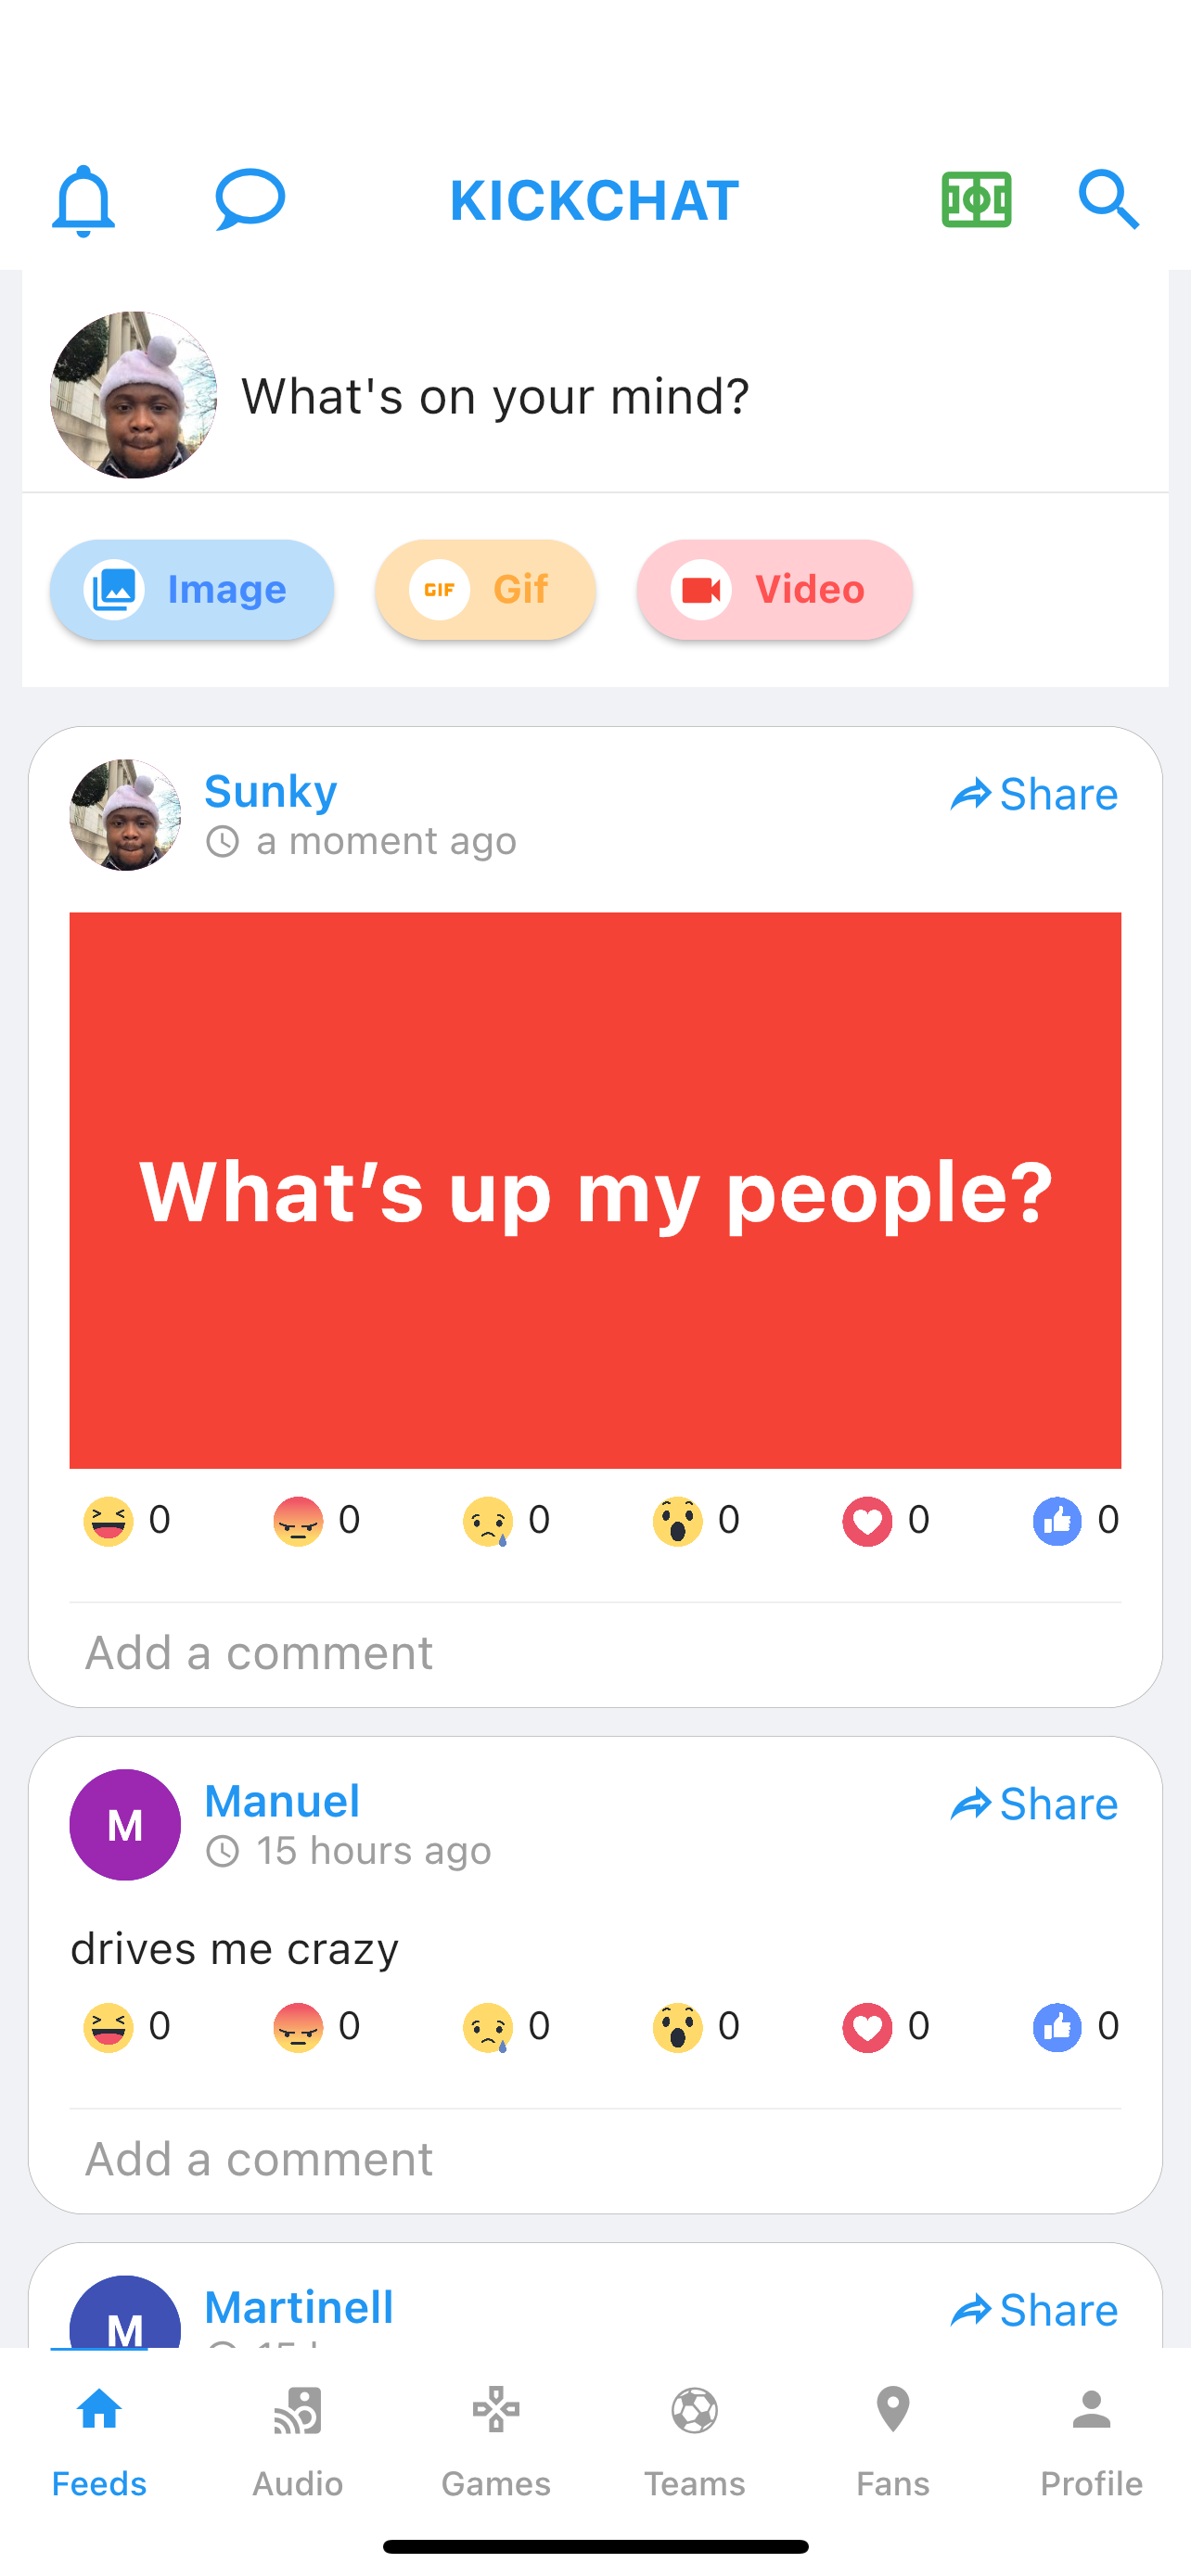 KICKCHAT
What's on your mind?
Image
GIF Gif
Video
Sunky
Share
a moment ago
What's up my people?
0 0 0 0 0 0
Add a comment
M
Manuel
Share
15 hours ago
drives me crazy
0 0 0 0 0 0
Add a comment
M
Martinell
Share
Feeds Audio Games Teams Fans Profile